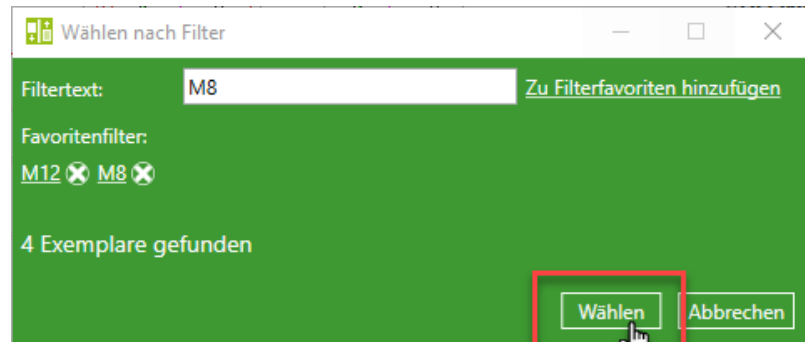 Wählen nach Filter
Filtertext: M8 Zu Filterfavoriten hinzufügen
Favoritenfilter:
M12 M8
4 Exemplare gefunden
Wählen Abbrechen